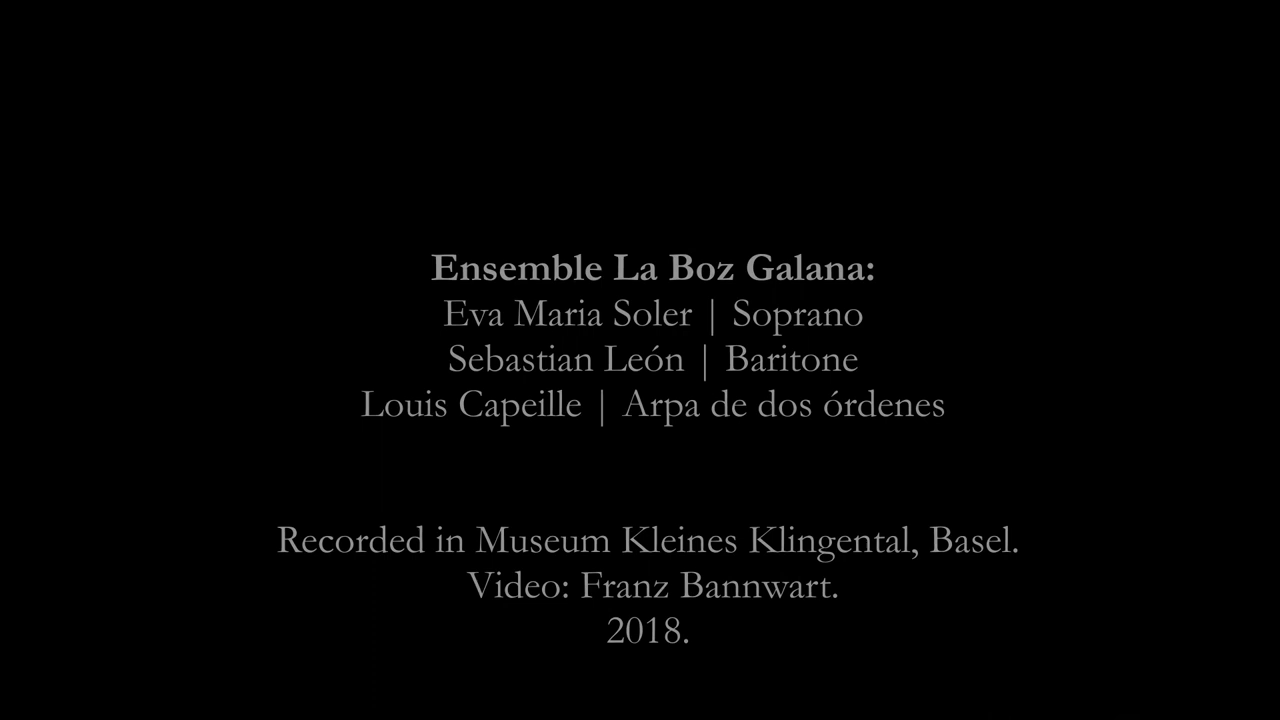 Ensemble La Boz Galana:
Eva Maria Soler | Soprano
Sebastian León | Baritone
Louis Capeille | Arpa de dos órdenes
Recorded in Museum Kleines Klingental, Basel.
Video: Franz Bannwart.
2018.